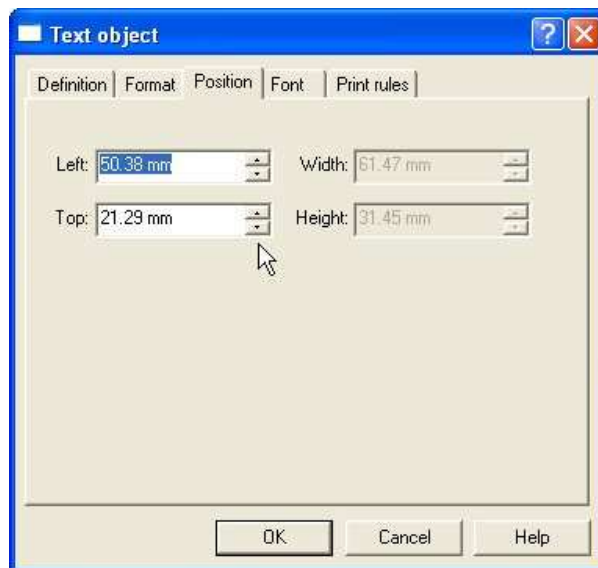 Text object
Definition Format Position Font Print rules
Left: 50.38 mm Width: 61.47 mm
Top: 21.29 mm Height: 31.45 mm
OK Cancel Help